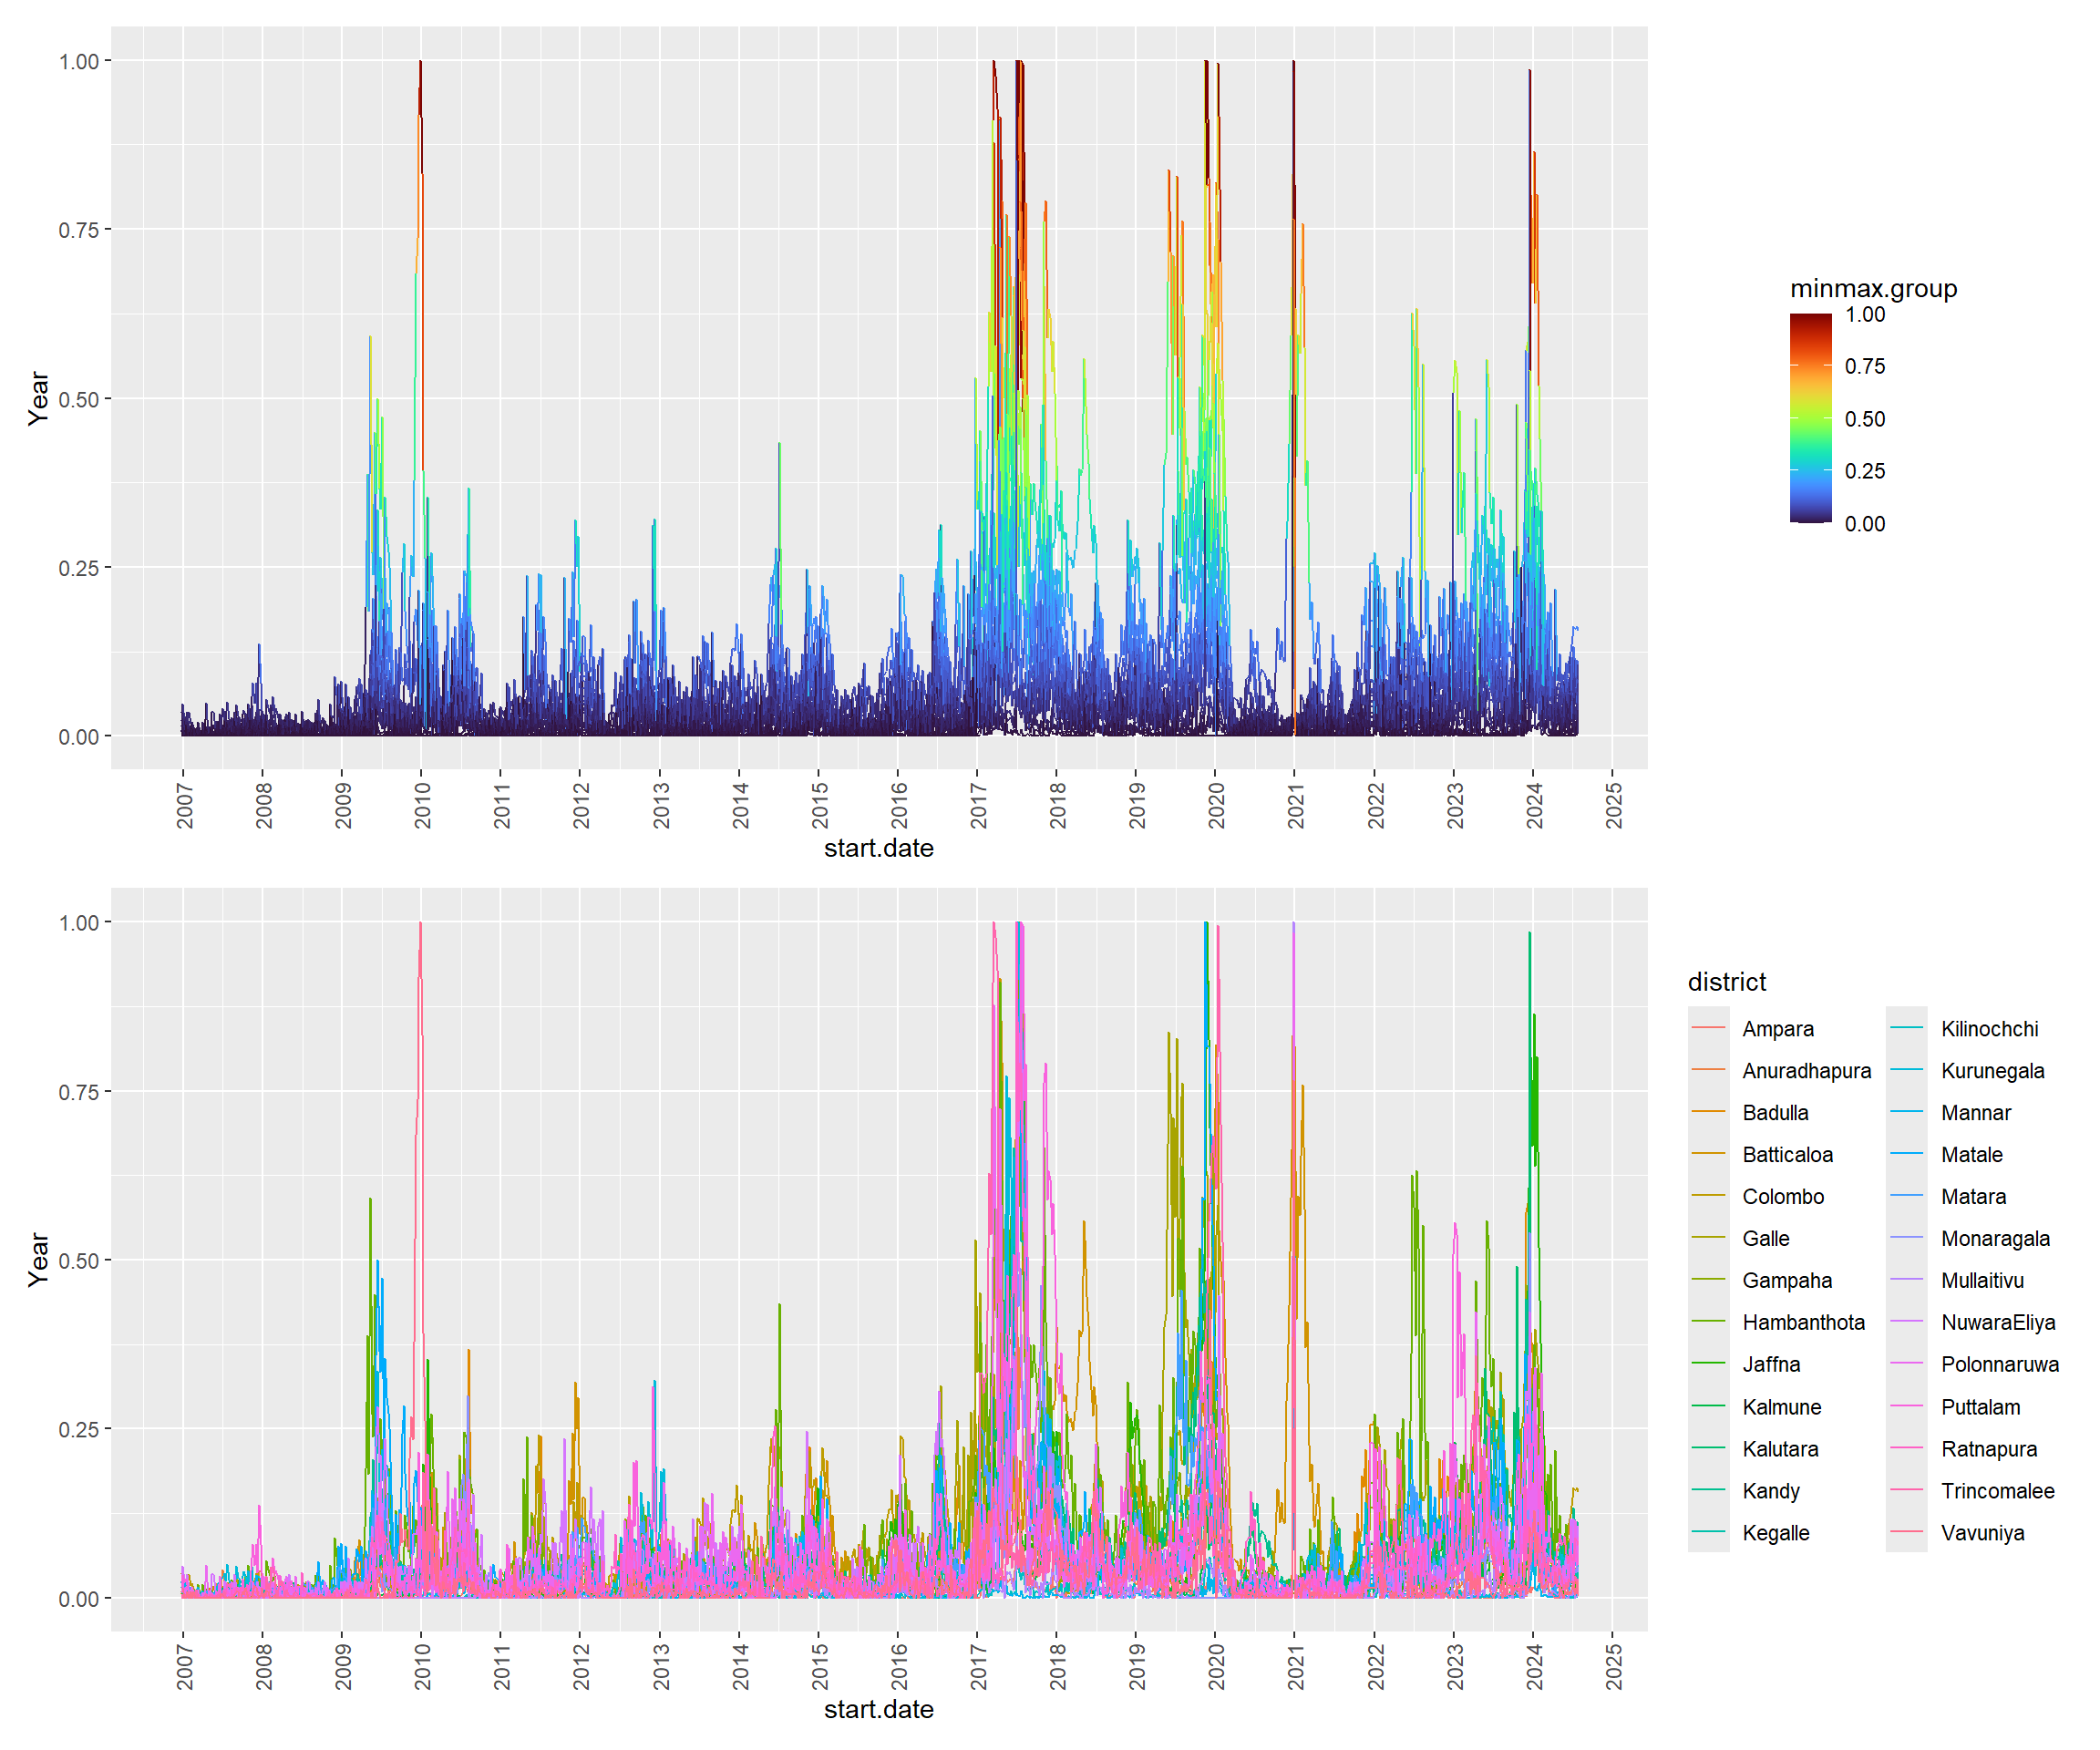 1.00
0.75
0.50
0.25
0.00
Year
2007 2008 2009 2010 2011 2012 2013 2014 2015 2016 2017 2018 2019 2020 2021 2022 2023 2024 2025
start.date
minmax.group
1.00
0.75
0.50
0.25
0.00
1.00
0.75
0.50
0.25
0.00
Year
2007 2008 2009 2010 2011 2012 2013 2014 2015 2016 2017 2018 2019 2020 2021 2022 2023 2024 2025
start.date
district
Ampara
Anuradhapura
Badulla
Batticaloa
Colombo
Galle
Gampaha
Hambanthota
Jaffna
Kalmune
Kalutara
Kandy
Kegalle
Kilinochchi
Kurunegala
Mannar
Matale
Matara
Monaragala
Mullaitivu
NuwaraEliya
Polonnaruwa
Puttalam
Ratnapura
Trincomalee
Vavuniya